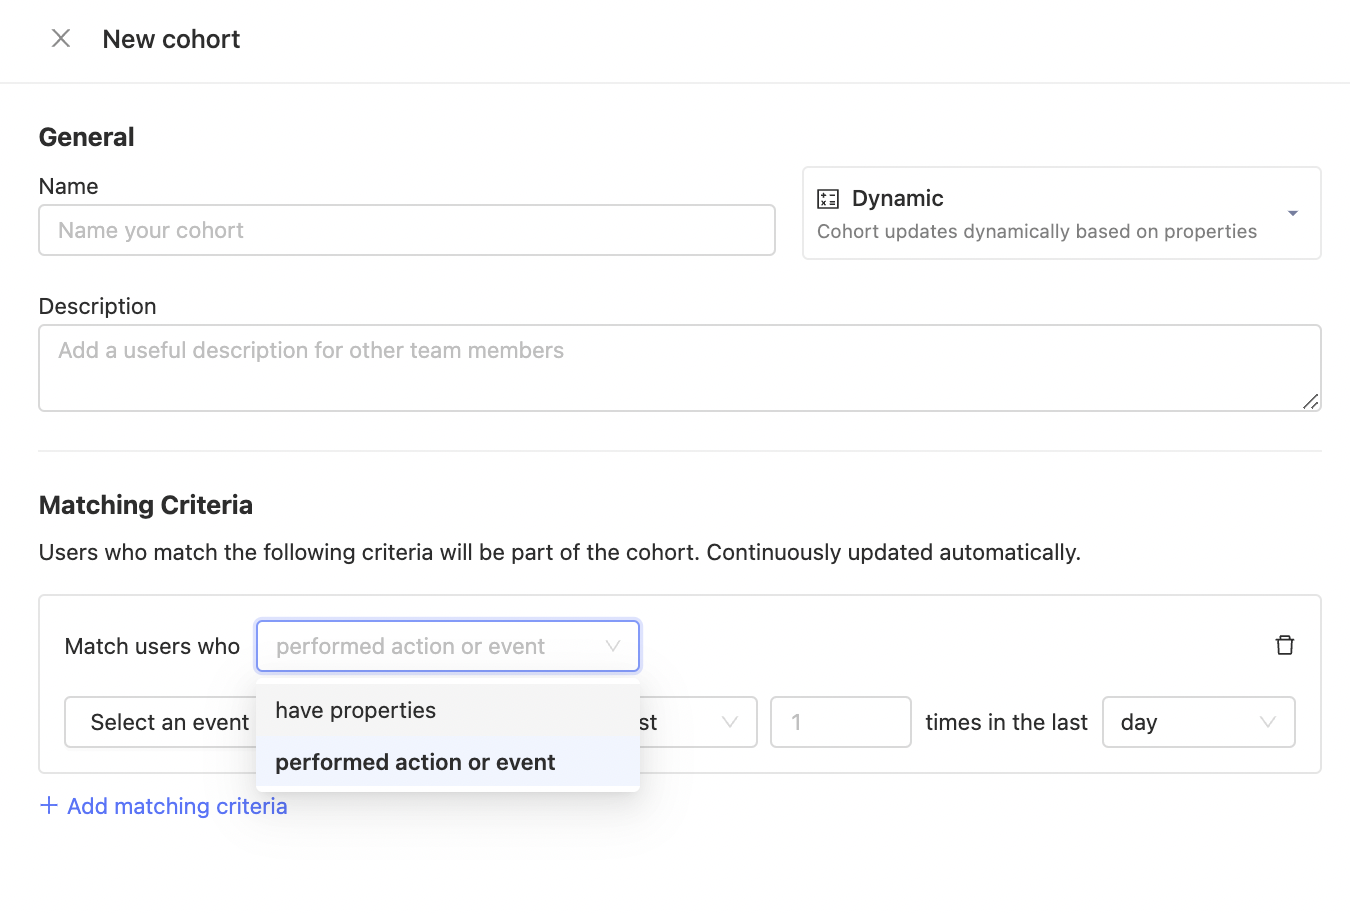 New cohort
General
Name
Name your cohort
Dynamic
Cohort updates dynamically based on properties
Description
Add a useful description for other team members
Matching Criteria
Users who match the following criteria will be part of the cohort. Continuously updated automatically.
Match users who performed action or event
have properties
performed action or event
Select an event st 1 times in the last day
+ Add matching criteria